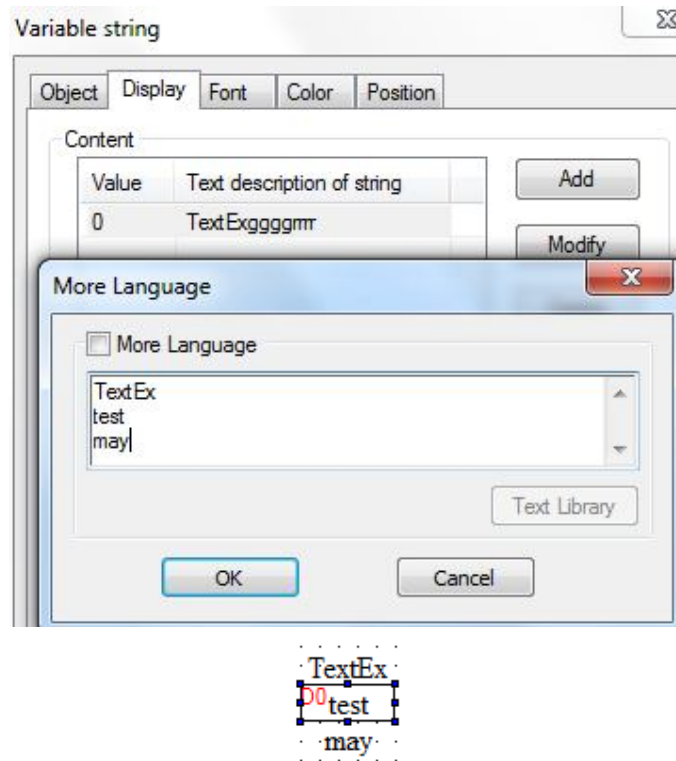 Variable string
Object Display Font Color Position
Content
Value Text description of string
Add
0 TextExggggrrrr
Modify
More Language
More Language
TextEx
test
may
Text Library
OK Cancel
TextEx
D0 test
may